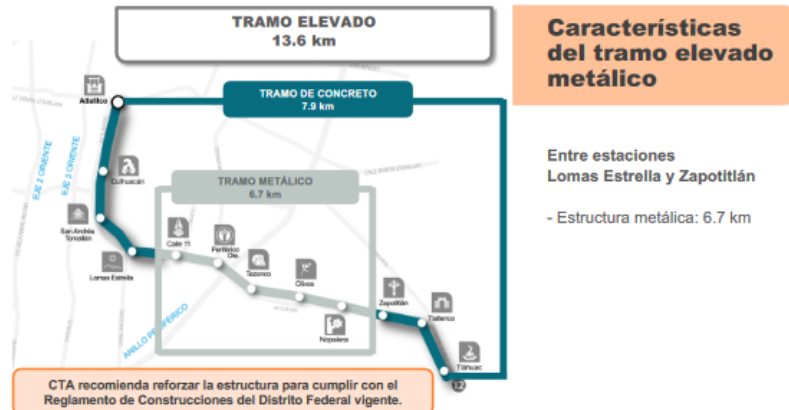 TRAMO ELEVADO
13.6 km
Características
del tramo elevado
metálico
TRAMO DE CONCRETO
7.9 km
Atlalilco
EJE 2 ORIENTE
EJE 3 ORIENTE
Culhuacán
TRAMO METÁLICO
6.7 km
Entre estaciones
Lomas Estrella y Zapotitlán
- Estructura metálica: 6.7 km
San Andrés
Tomatlán
Lomas Estrella
Calle 11
Periférico
Ote.
Tezonco
Olivos
Nopalera
Zapotitlán
Tlaltenco
Tláhuac
12
ANILLO PERIFÉRICO
CTA recomienda reforzar la estructura para cumplir con el
Reglamento de Construcciones del Distrito Federal vigente.